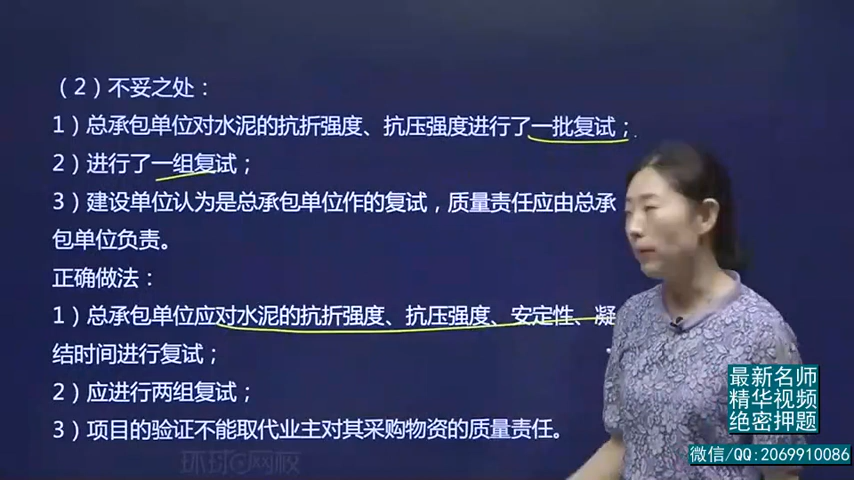 （2）不妥之处：
1）总承包单位对水泥的抗折强度、抗压强度进行了一批复试；
2）进行了一组复试；
3）建设单位认为是总承包单位作的复试，质量责任应由总承
包单位负责。
正确做法：
1）总承包单位应对水泥的抗折强度、抗压强度、安定性、凝
结时间进行复试；
2）应进行两组复试；
3）项目的验证不能取代业主对其采购物资的质量责任。
最新名师
精华视频
绝密押题
微信/QQ:2069910086
环球网校